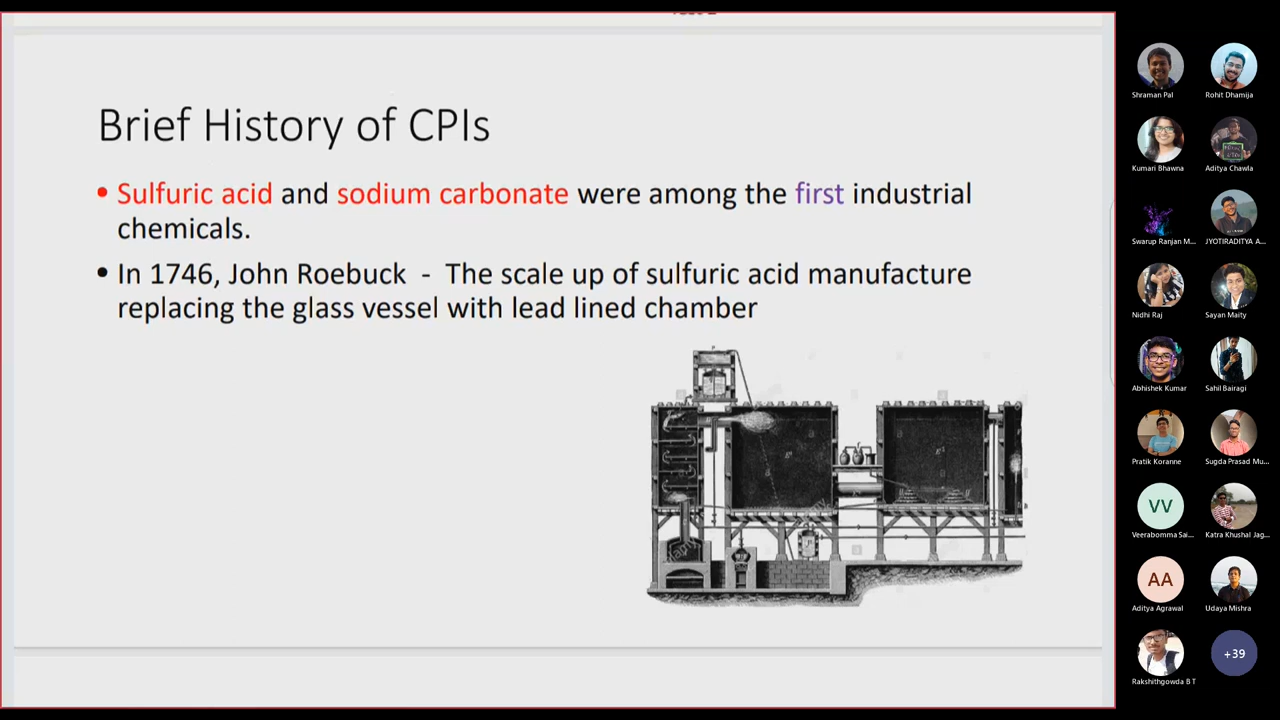 Brief History of CPIs
• Sulfuric acid and sodium carbonate were among the first industrial
chemicals.
• In 1746, John Roebuck - The scale up of sulfuric acid manufacture
replacing the glass vessel with lead lined chamber
Shraman Pal
Rohit Dhamija
Kumari Bhawna
Aditya Chawla
Swarup Ranjan M...
JYOTIRADITYA A...
Nidhi Raj
Sayan Maity
Abhishek Kumar
Sahil Bairagi
Pratik Koranne
Sugda Prasad Mu...
VV
Veerabomma Sai...
Katra Khushal Jag...
AA
Aditya Agrawal
Udaya Mishra
Rakshithgowda B T
+39